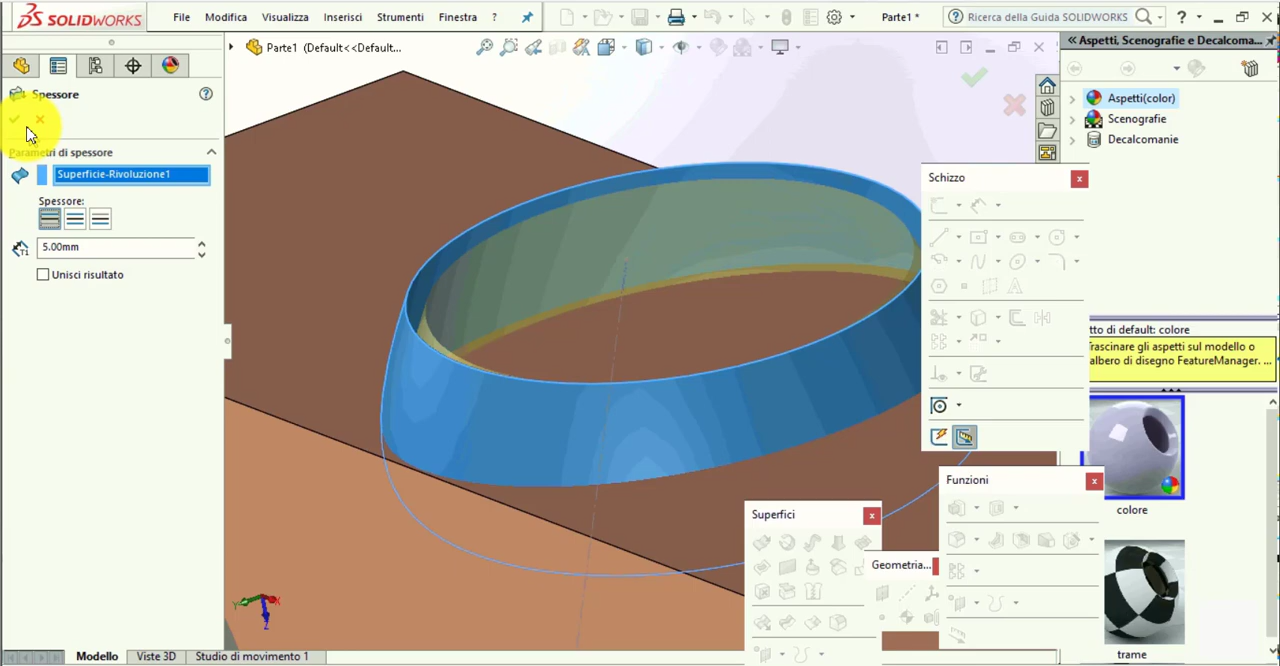 SOLIDWORKS
File
Modifica
Visualizza
Inserisci
Strumenti
Finestra
?
Parte1 *
Ricerca della Guida SOLIDWORKS
?
Parte1 (Default<<Default...
Spessore
Parametri di spessore
Superficie-Rivoluzione1
Spessore:
5.00mm
Unisci risultato
Aspetti, Scenografie e Decalcoma...
Aspetti(color)
Scenografie
Decalcomanie
Schizzo
Superfici
Geometria...
Funzioni
tto di default: colore
Trascinare gli aspetti sul modello o
albero di disegno FeatureManager. ...
colore
trame
Y
X
Z
Modello
Viste 3D
Studio di movimento 1